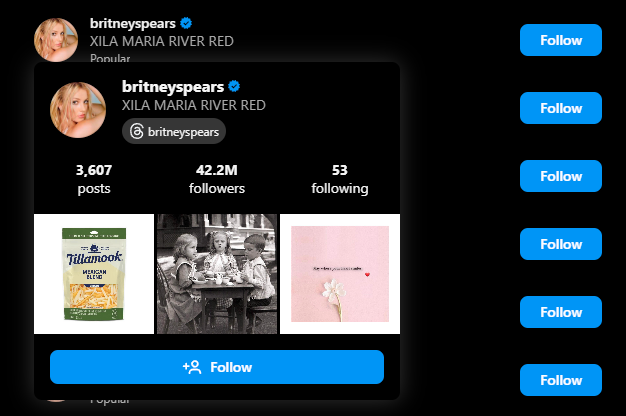 britneyspears
XILA MARIA RIVER RED
Popular
Follow
britneyspears
XILA MARIA RIVER RED
britneyspears
3,607 posts
42.2M followers
53 following
Tillamook
MEXICAN
BLEND
Follow
Follow
Follow
Follow
Follow
Follow
Follow
Popular